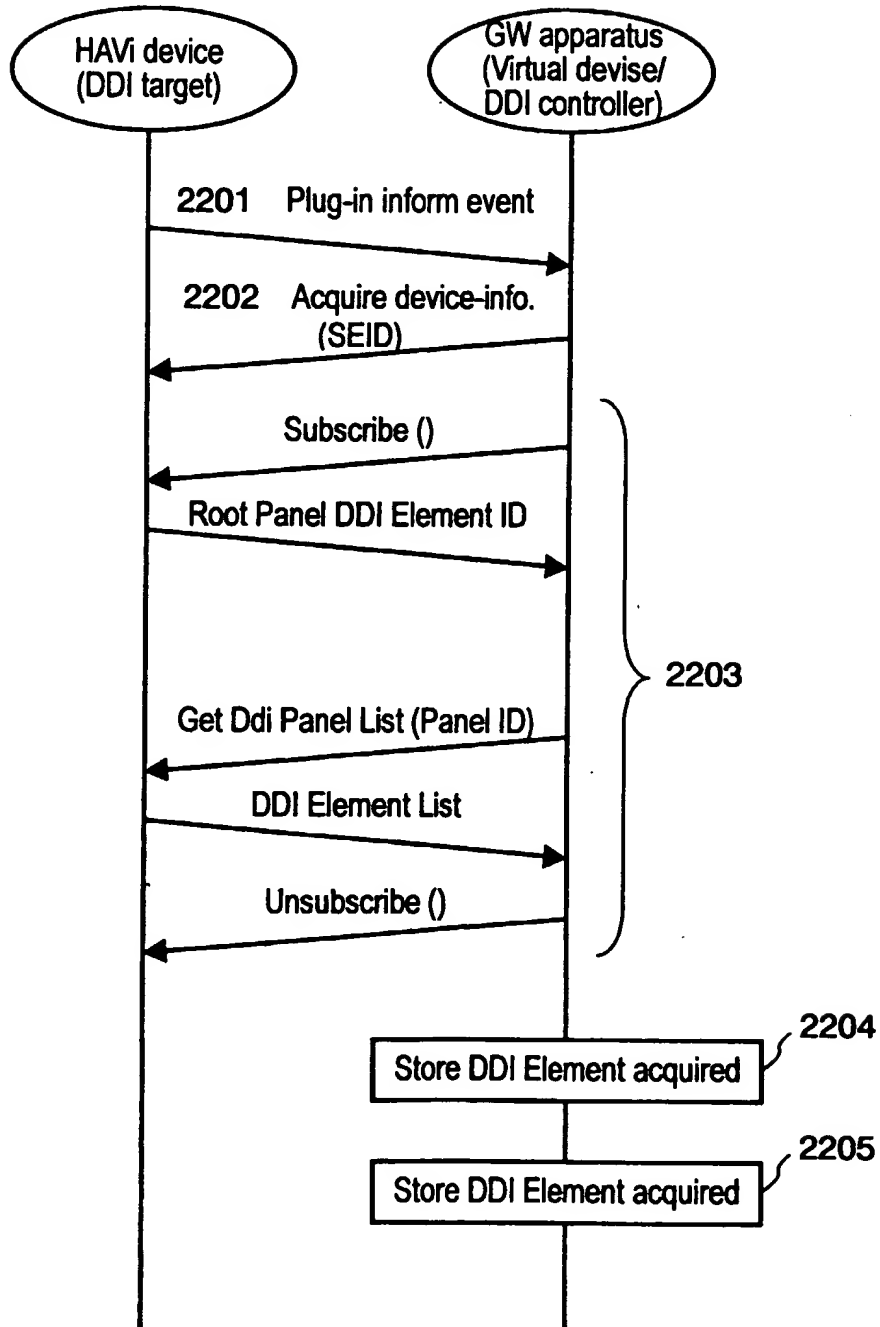 HAVi device
(DDI target)
GW apparatus
(Virtual devise/
DDI controller)
2201 Plug-in inform event
2202 Acquire device-info.
(SEID)
Subscribe ()
Root Panel DDI Element ID
2203
Get Ddi Panel List (Panel ID)
DDI Element List
Unsubscribe ()
2204
Store DDI Element acquired
2205
Store DDI Element acquired